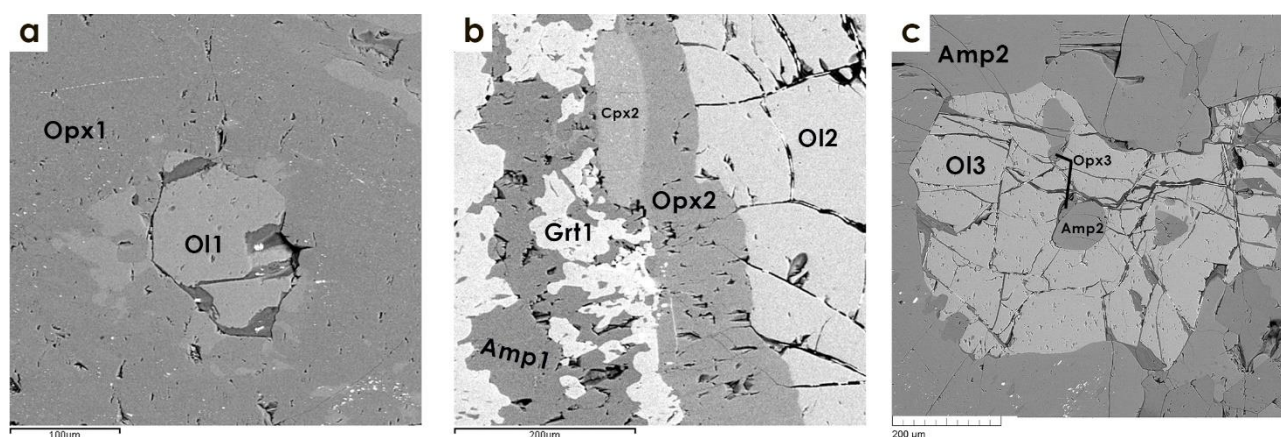 a
Opx1
Ol1
100µm
b
Cpx2
Ol2
Opx2
Grt1
Amp1
200µm
c
Amp2
Opx3
Ol3
Amp2
200 µm